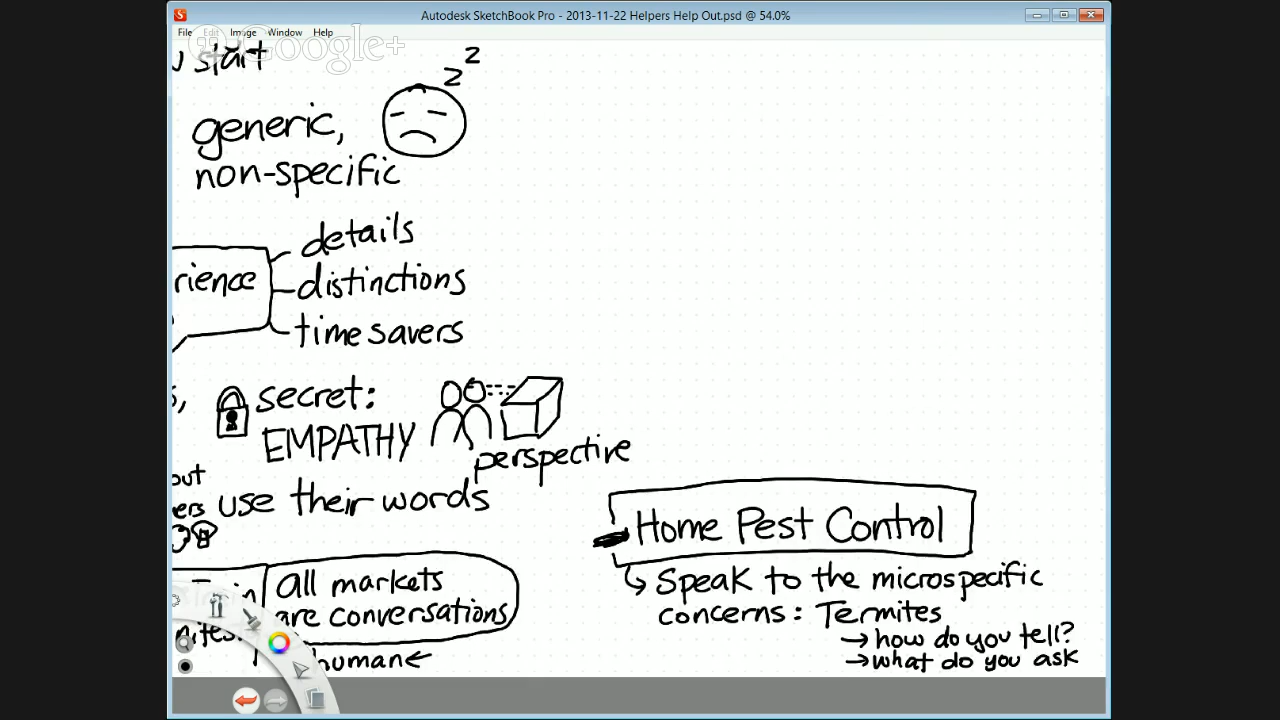 Autodesk SketchBook Pro - 2013-11-22 Helpers Help Out.psd @ 54.0%
File Edit Image Window Help
Google+
start
z z
generic,
non-specific
rience
details
distinctions
time savers
secret:
EMPATHY
perspective
out
ers
use their words
Home Pest Control
All markets
are conversations
human
Speak to the microspecific
concerns: Termites
→ how do you tell?
→ what do you ask